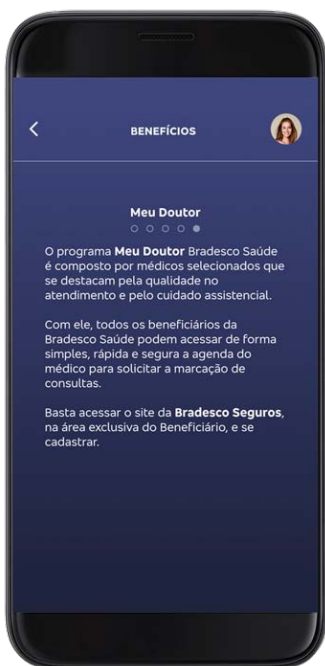 BENEFÍCIOS
Meu Doutor
O programa Meu Doutor Bradesco Saúde
é composto por médicos selecionados que
se destacam pela qualidade no
atendimento e pelo cuidado assistencial.
Com ele, todos os beneficiários da
Bradesco Saúde podem acessar de forma
simples, rápida e segura a agenda do
médico para solicitar a marcação de
consultas.
Basta acessar o site da Bradesco Seguros,
na área exclusiva do Beneficiário, e se
cadastrar.